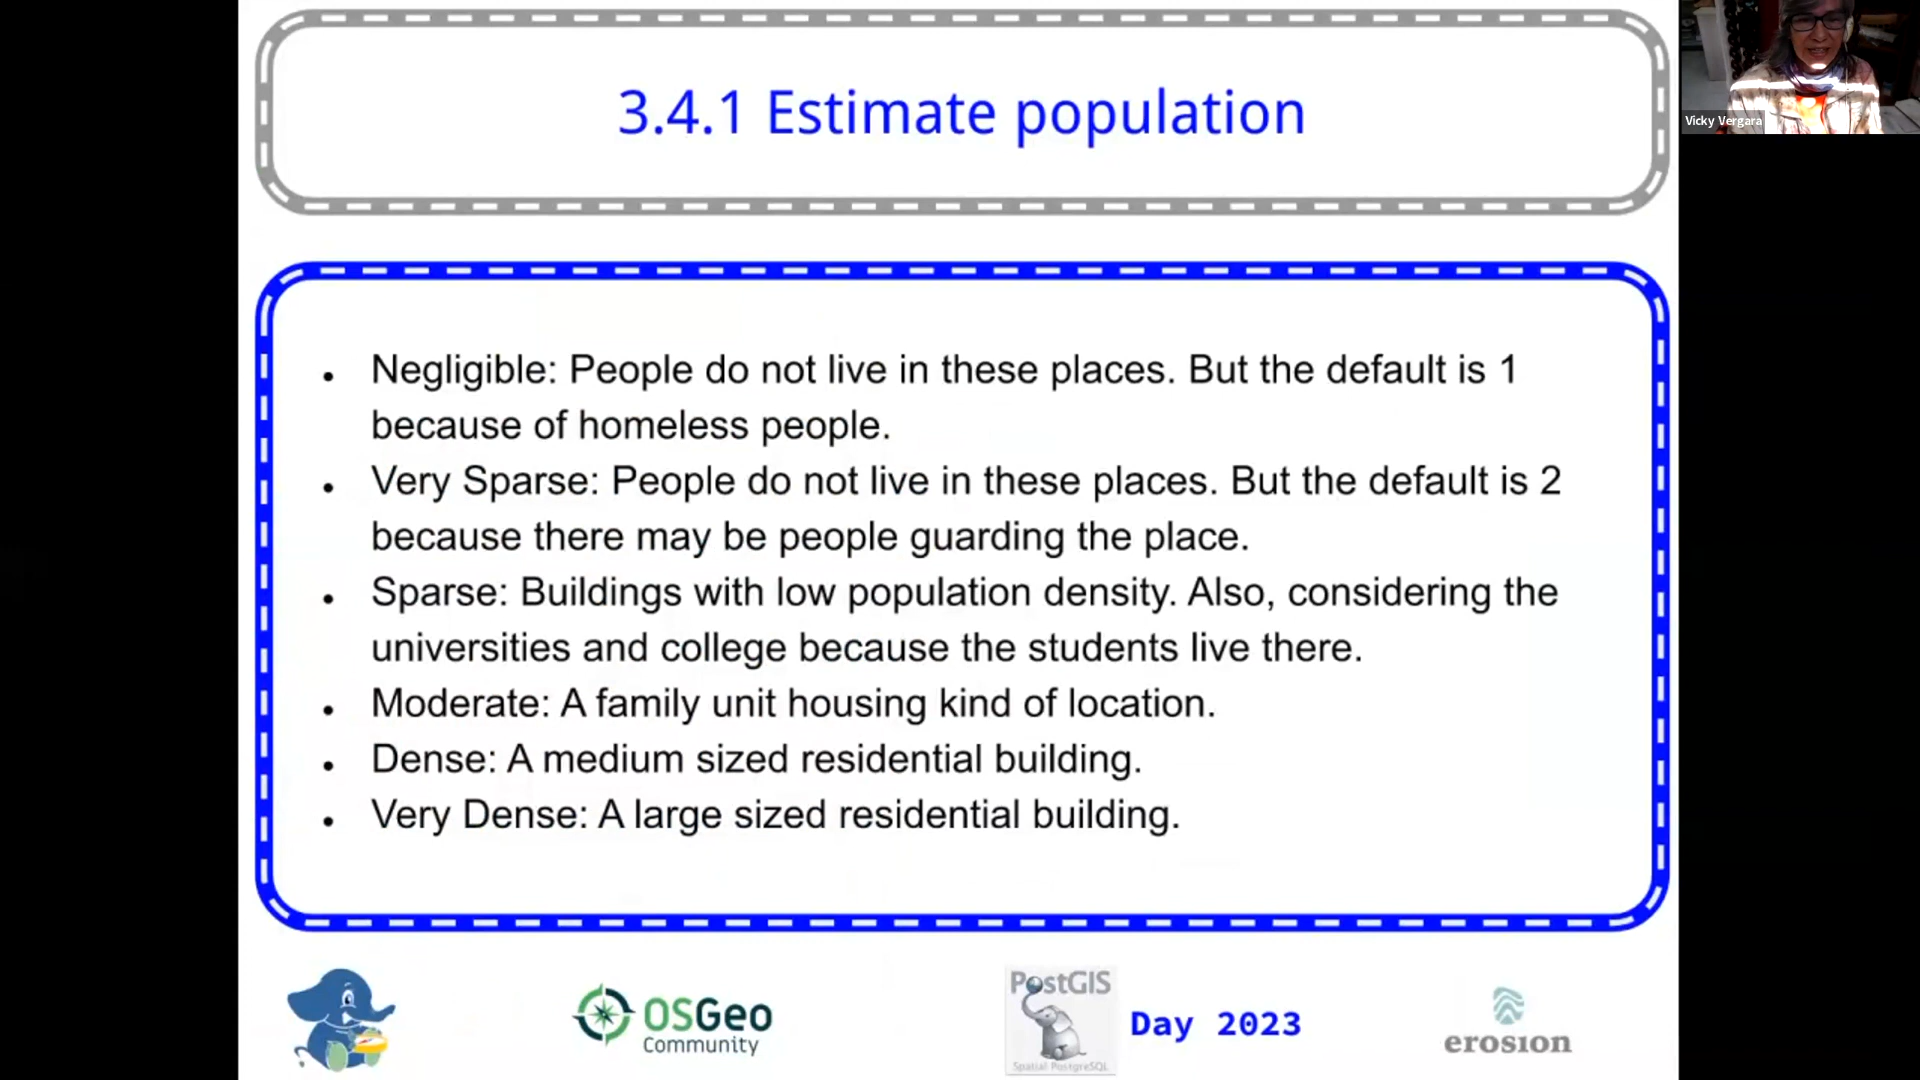 3.4.1 Estimate population
Vicky Vergara
• Negligible: People do not live in these places. But the default is 1
because of homeless people.
• Very Sparse: People do not live in these places. But the default is 2
because there may be people guarding the place.
• Sparse: Buildings with low population density. Also, considering the
universities and college because the students live there.
• Moderate: A family unit housing kind of location.
• Dense: A medium sized residential building.
• Very Dense: A large sized residential building.
OSGeo
Community
PostGIS
Spatial PostgreSQL
Day 2023
erosion